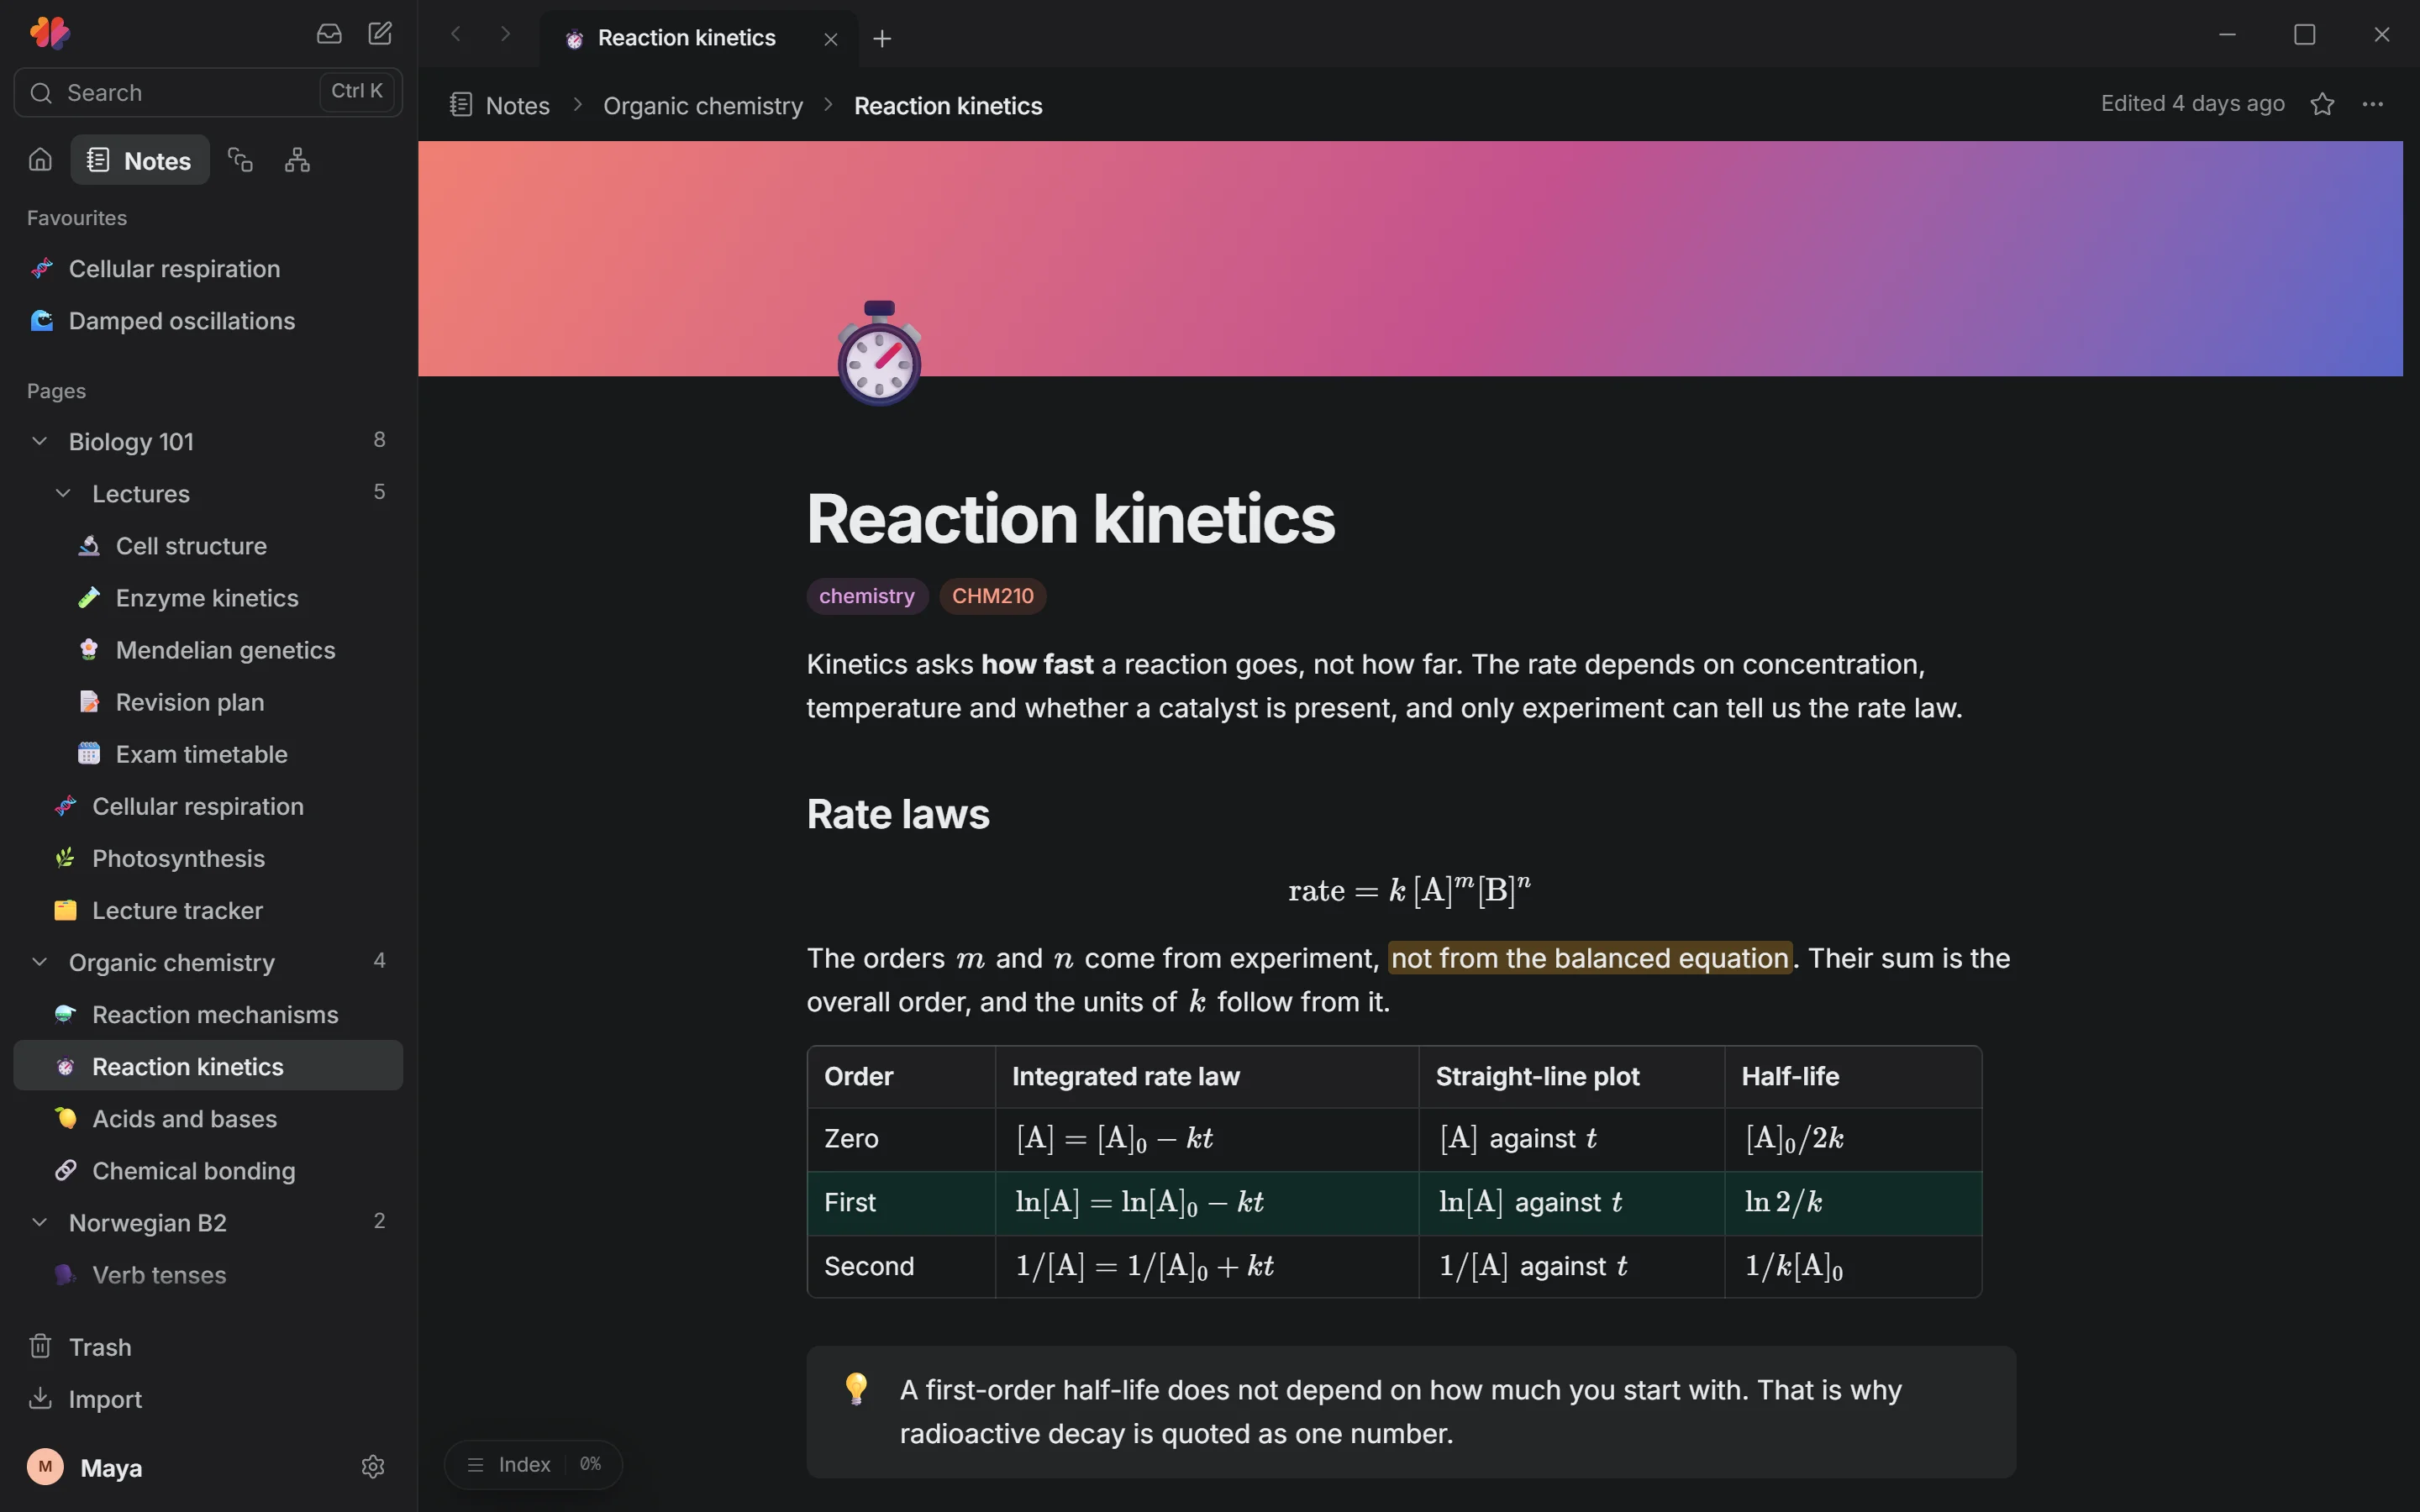 Search
Ctrl K
Notes
Favourites
Cellular respiration
Damped oscillations
Pages
Biology 101 8
Lectures 5
Cell structure
Enzyme kinetics
Mendelian genetics
Revision plan
Exam timetable
Cellular respiration
Photosynthesis
Lecture tracker
Organic chemistry 4
Reaction mechanisms
Reaction kinetics
Acids and bases
Chemical bonding
Norwegian B2 2
Verb tenses
Trash
Import
M Maya
Reaction kinetics
Notes > Organic chemistry > Reaction kinetics
Edited 4 days ago
Reaction kinetics
chemistry CHM210
Kinetics asks how fast a reaction goes, not how far. The rate depends on concentration,
temperature and whether a catalyst is present, and only experiment can tell us the rate law.
Rate laws
rate = k [A]^m[B]^n
The orders m and n come from experiment, not from the balanced equation. Their sum is the
overall order, and the units of k follow from it.
Order Integrated rate law Straight-line plot Half-life
Zero [A] = [A]₀ − kt [A] against t [A]₀/2k
First ln[A] = ln[A]₀ − kt ln[A] against t ln 2/k
Second 1/[A] = 1/[A]₀ + kt 1/[A] against t 1/k[A]₀
A first-order half-life does not depend on how much you start with. That is why
radioactive decay is quoted as one number.
Index 0%